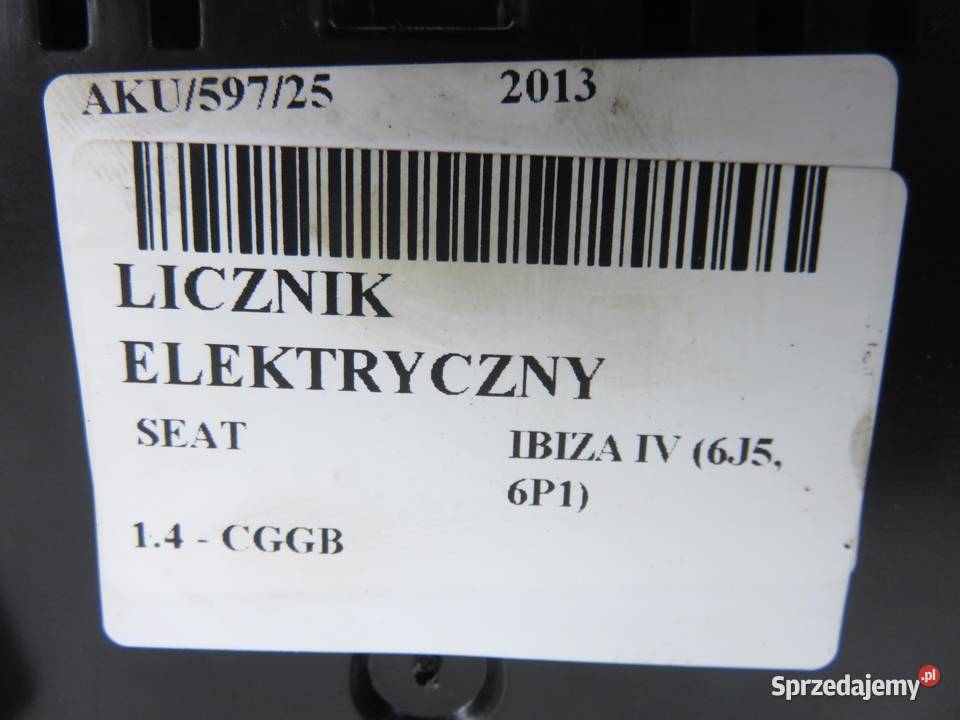 AKU/597/25 2013
LICZNIK
ELEKTRYCZNY
SEAT IBIZA IV (6J5,
6P1)
1.4 - CGGB
Sprzedajemy.pl